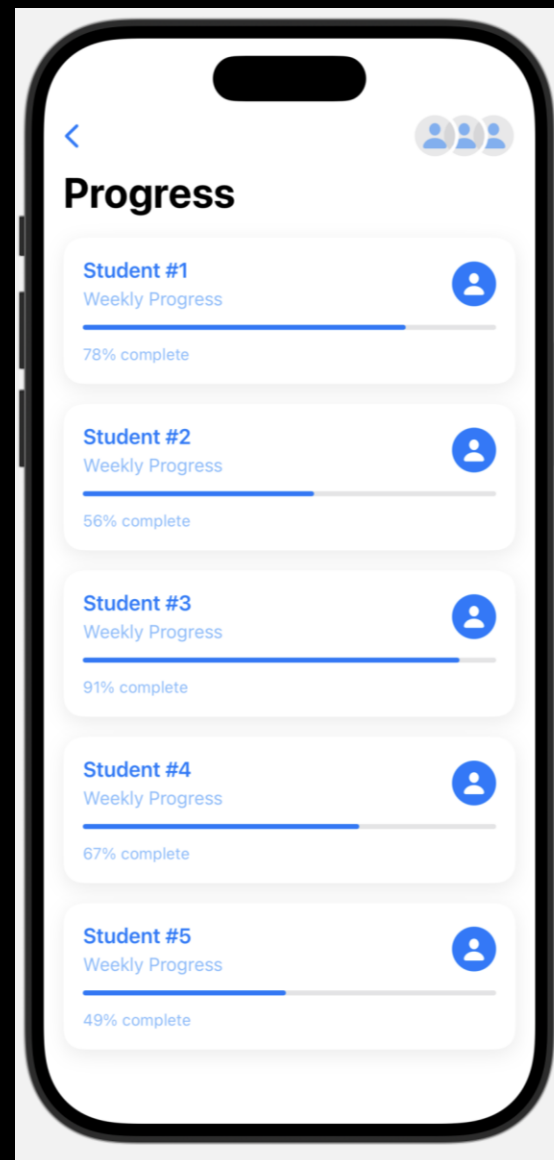 Progress
Student #1
Weekly Progress
78% complete
Student #2
Weekly Progress
56% complete
Student #3
Weekly Progress
91% complete
Student #4
Weekly Progress
67% complete
Student #5
Weekly Progress
49% complete